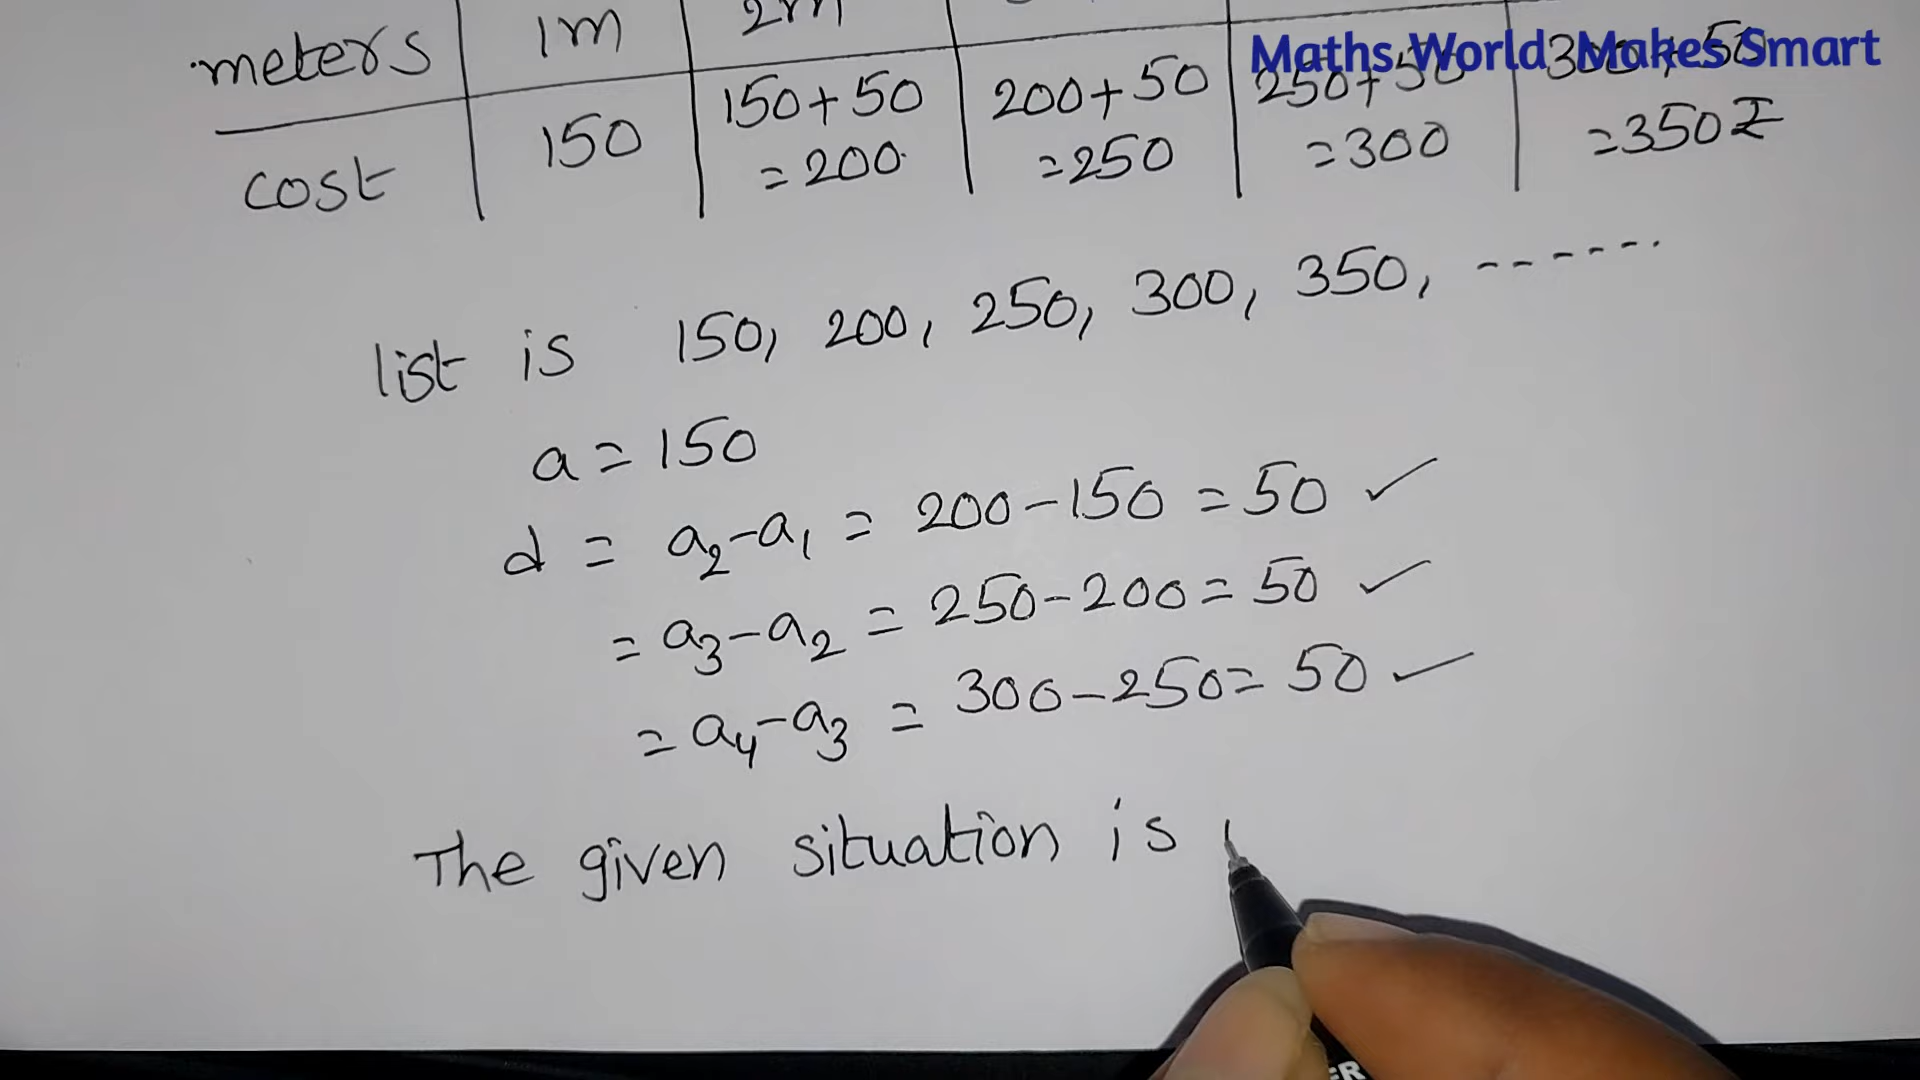 Maths World Makes Smart
meters 1m 2m
cost 150 150+50 200+50 250+50 300+50
=200 =250 =300 =350₹
list is 150, 200, 250, 300, 350, ------
a = 150
d = a₂-a₁ = 200-150 = 50 ✓
= a₃-a₂ = 250-200 = 50 ✓
= a₄-a₃ = 300-250 = 50 ✓
The given situation is